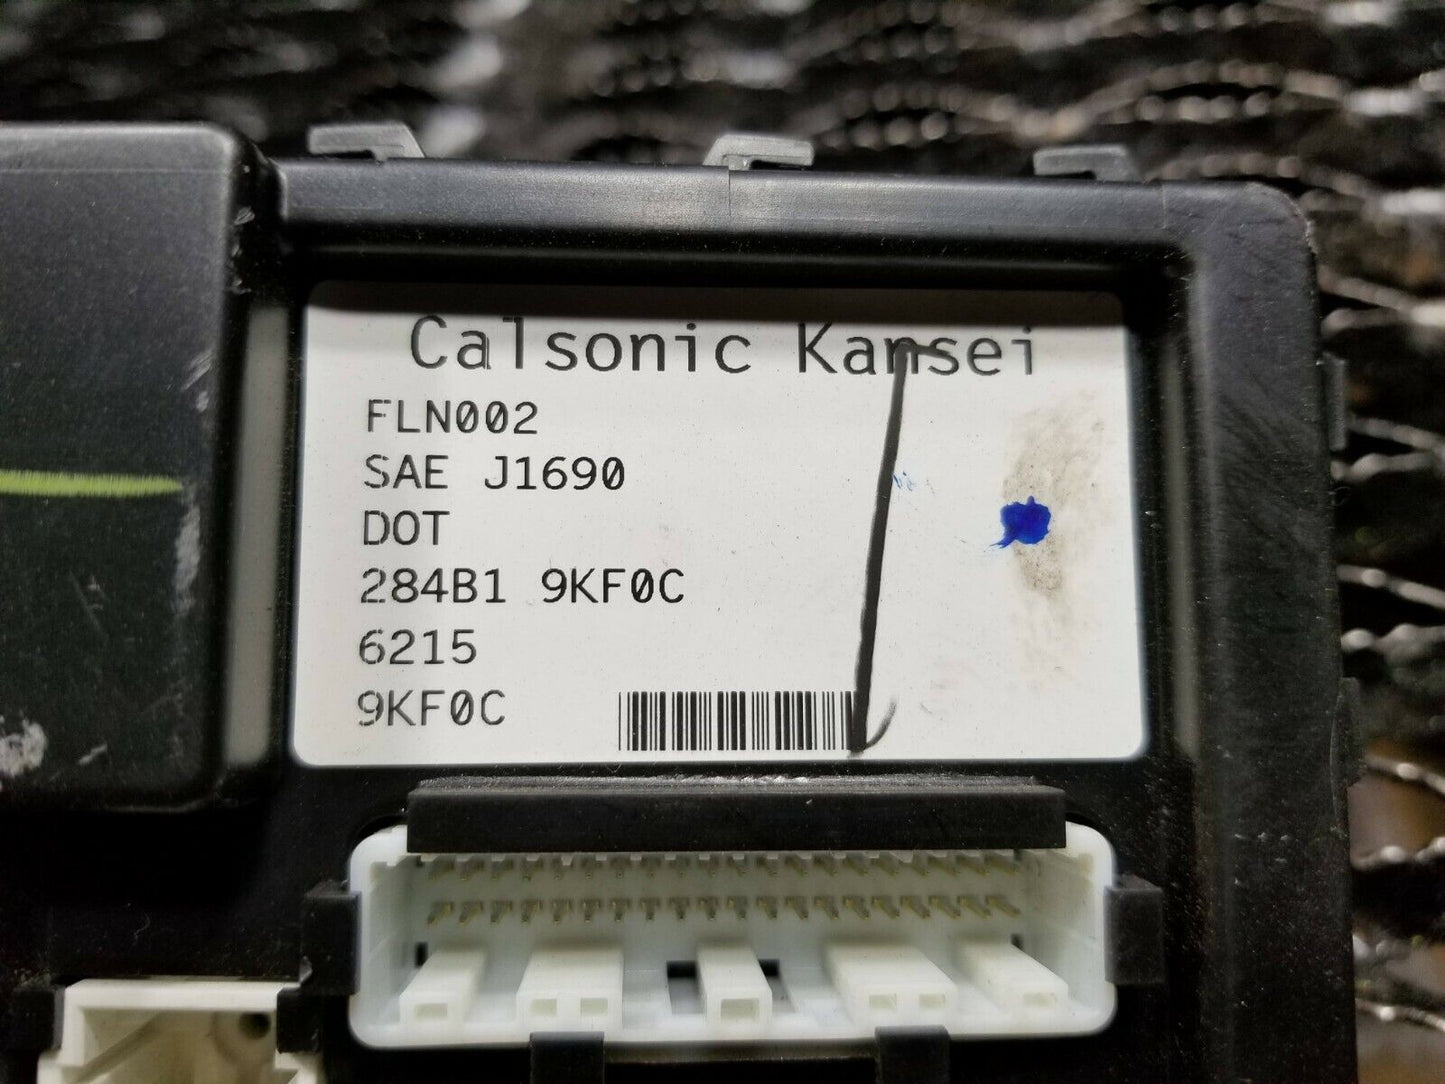 Calsonic Kansei
FLN002
SAE J1690
DOT
284B1 9KF0C
6215
9KF0C